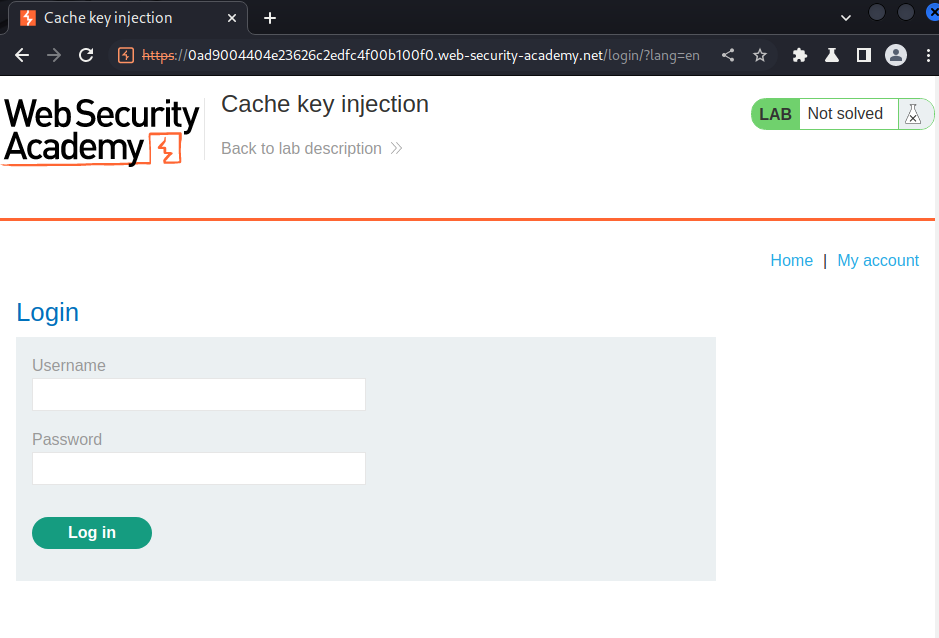 Cache key injection
https://0ad9004404e23626c2edfc4f00b100f0.web-security-academy.net/login/?lang=en
Web Security
Academy
Cache key injection
Back to lab description
LAB Not solved
Home | My account
Login
Username
Password
Log in